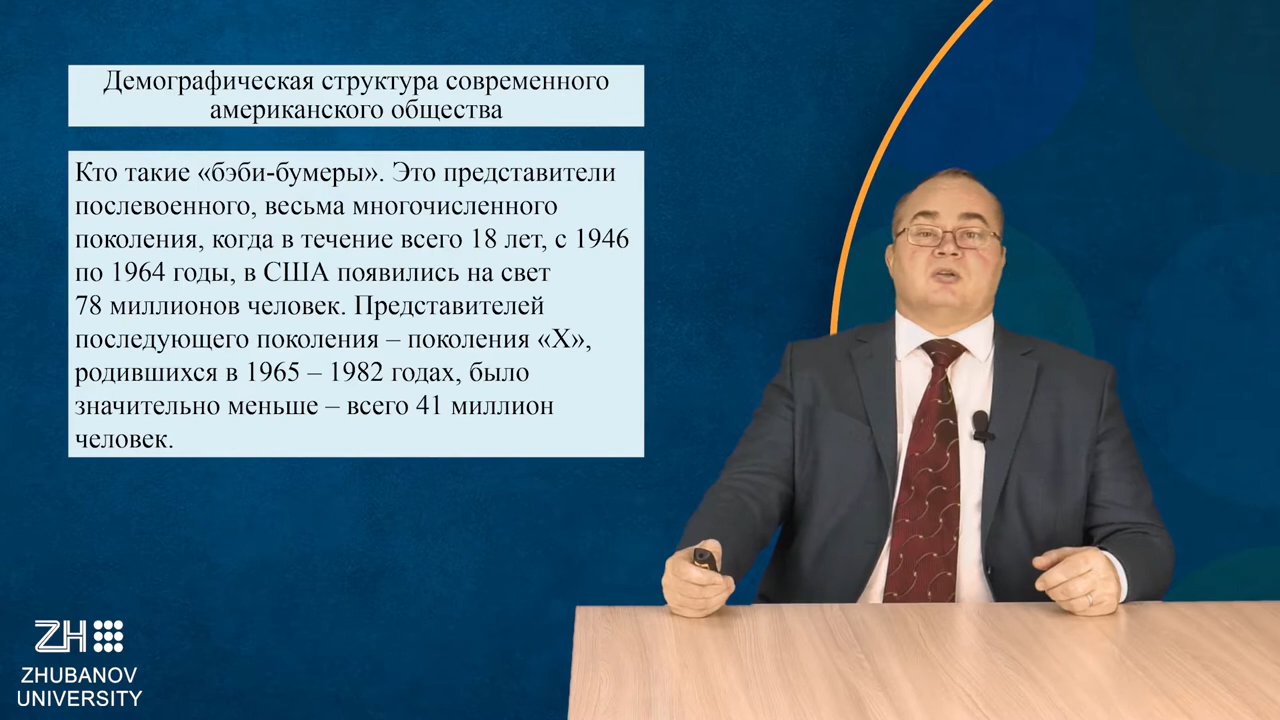 Демографическая структура современного
американского общества
Кто такие «бэби-бумеры». Это представители
послевоенного, весьма многочисленного
поколения, когда в течение всего 18 лет, с 1946
по 1964 годы, в США появились на свет
78 миллионов человек. Представителей
последующего поколения – поколения «X»,
родившихся в 1965 – 1982 годах, было
значительно меньше – всего 41 миллион
человек.
ZH
ZHUBANOV
UNIVERSITY